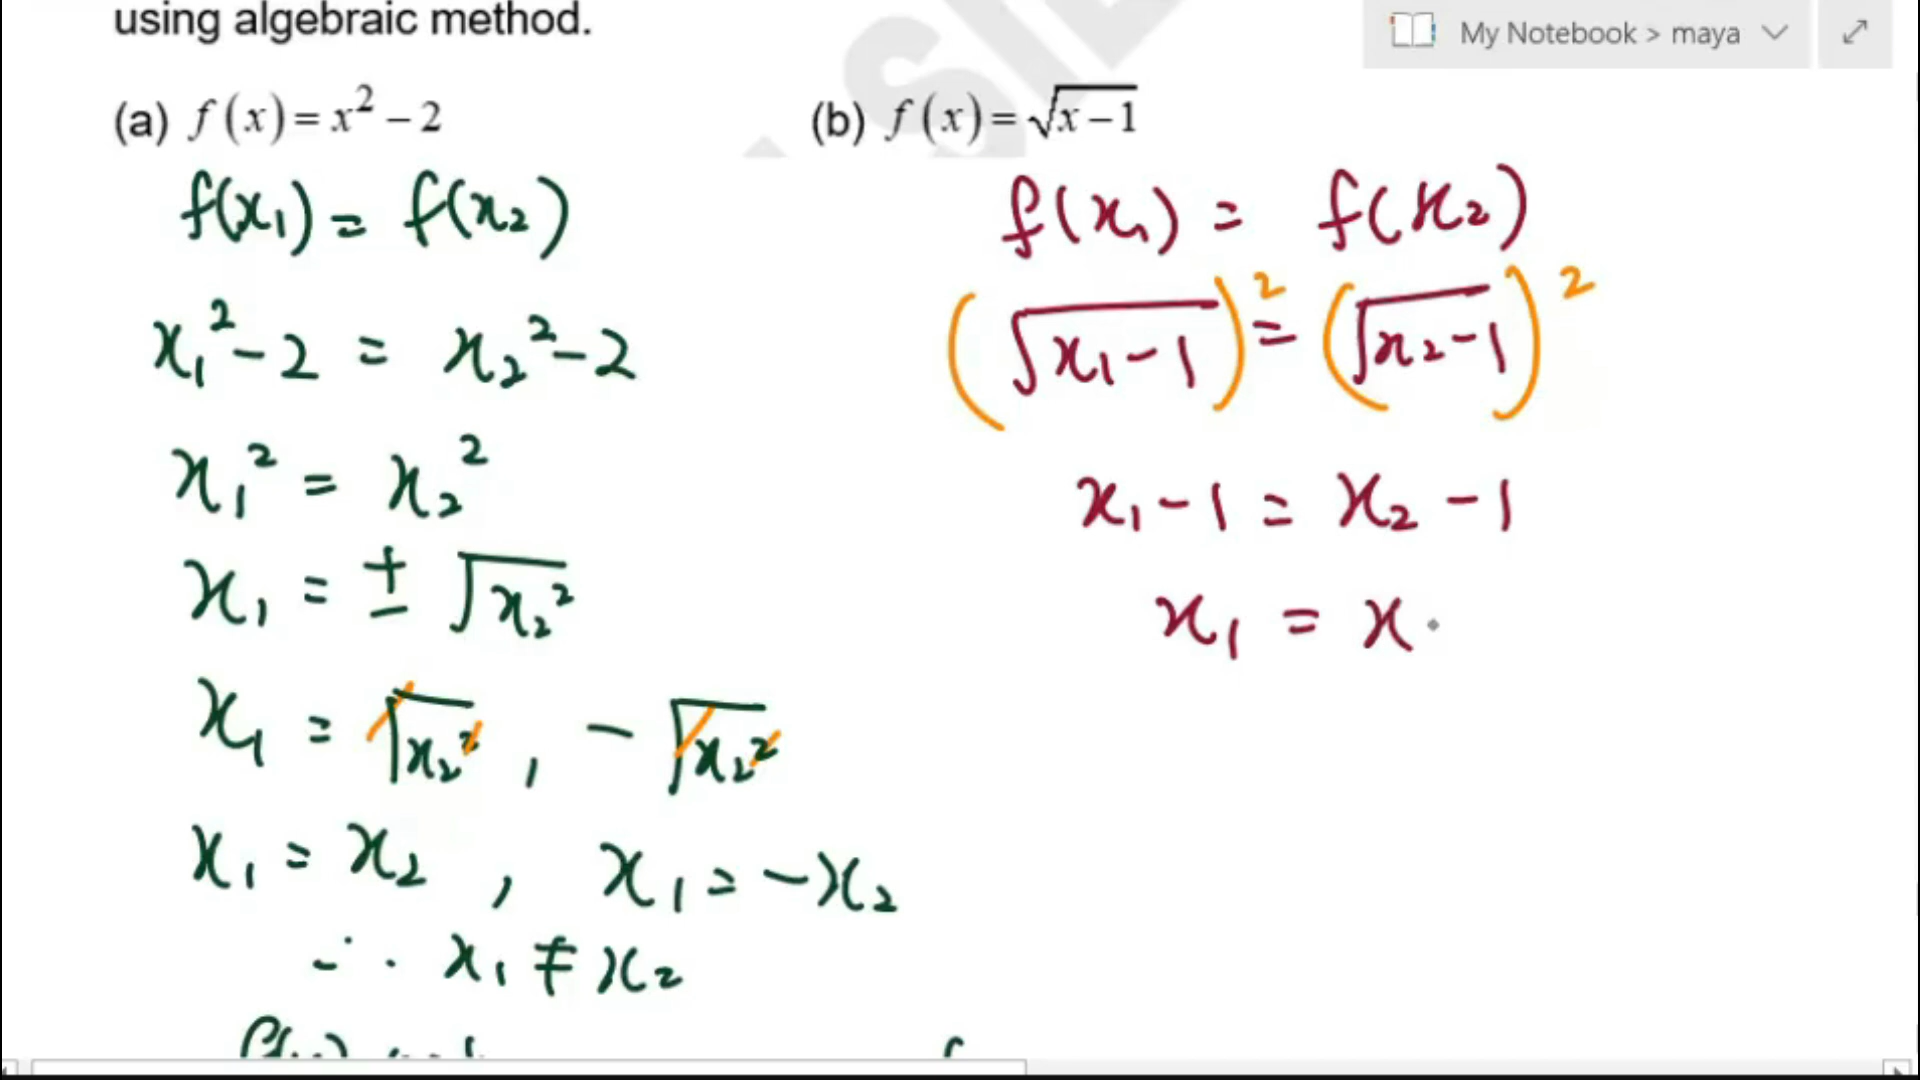 using algebraic method.
My Notebook > maya
(a) f(x) = x² − 2
(b) f(x) = √(x − 1)
f(x₁) = f(x₂)
x₁² − 2 = x₂² − 2
x₁² = x₂²
x₁ = ± √x₂²
x₁ = √x₂² , − √x₂²
x₁ = x₂ , x₁ = −x₂
∴ x₁ ≠ x₂
f(x₁) = f(x₂)
(√(x₁ − 1))² = (√(x₂ − 1))²
x₁ − 1 = x₂ − 1
x₁ = x